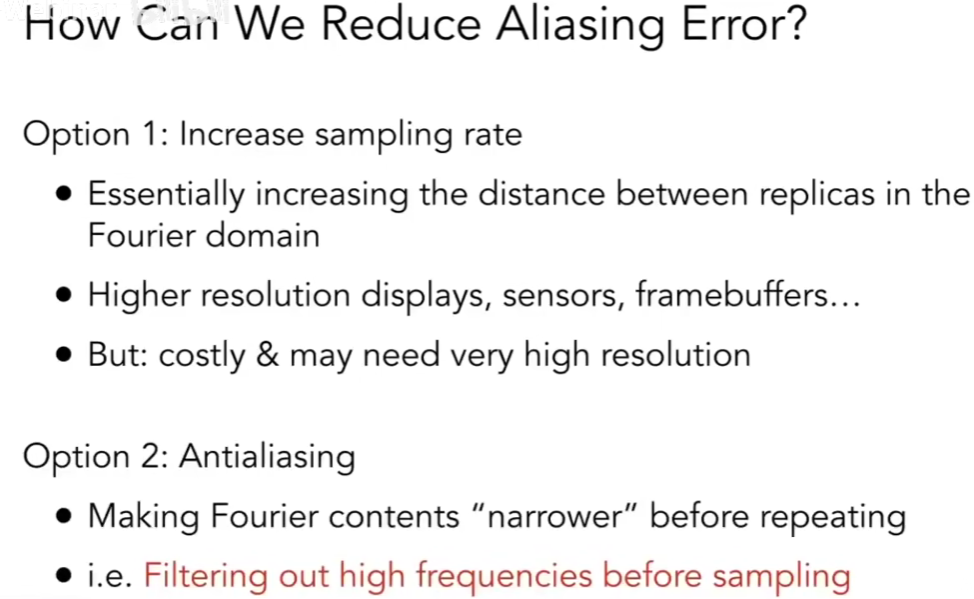 How Can We Reduce Aliasing Error?
Option 1: Increase sampling rate
● Essentially increasing the distance between replicas in the
Fourier domain
● Higher resolution displays, sensors, framebuffers…
● But: costly & may need very high resolution
Option 2: Antialiasing
● Making Fourier contents “narrower” before repeating
● i.e. Filtering out high frequencies before sampling